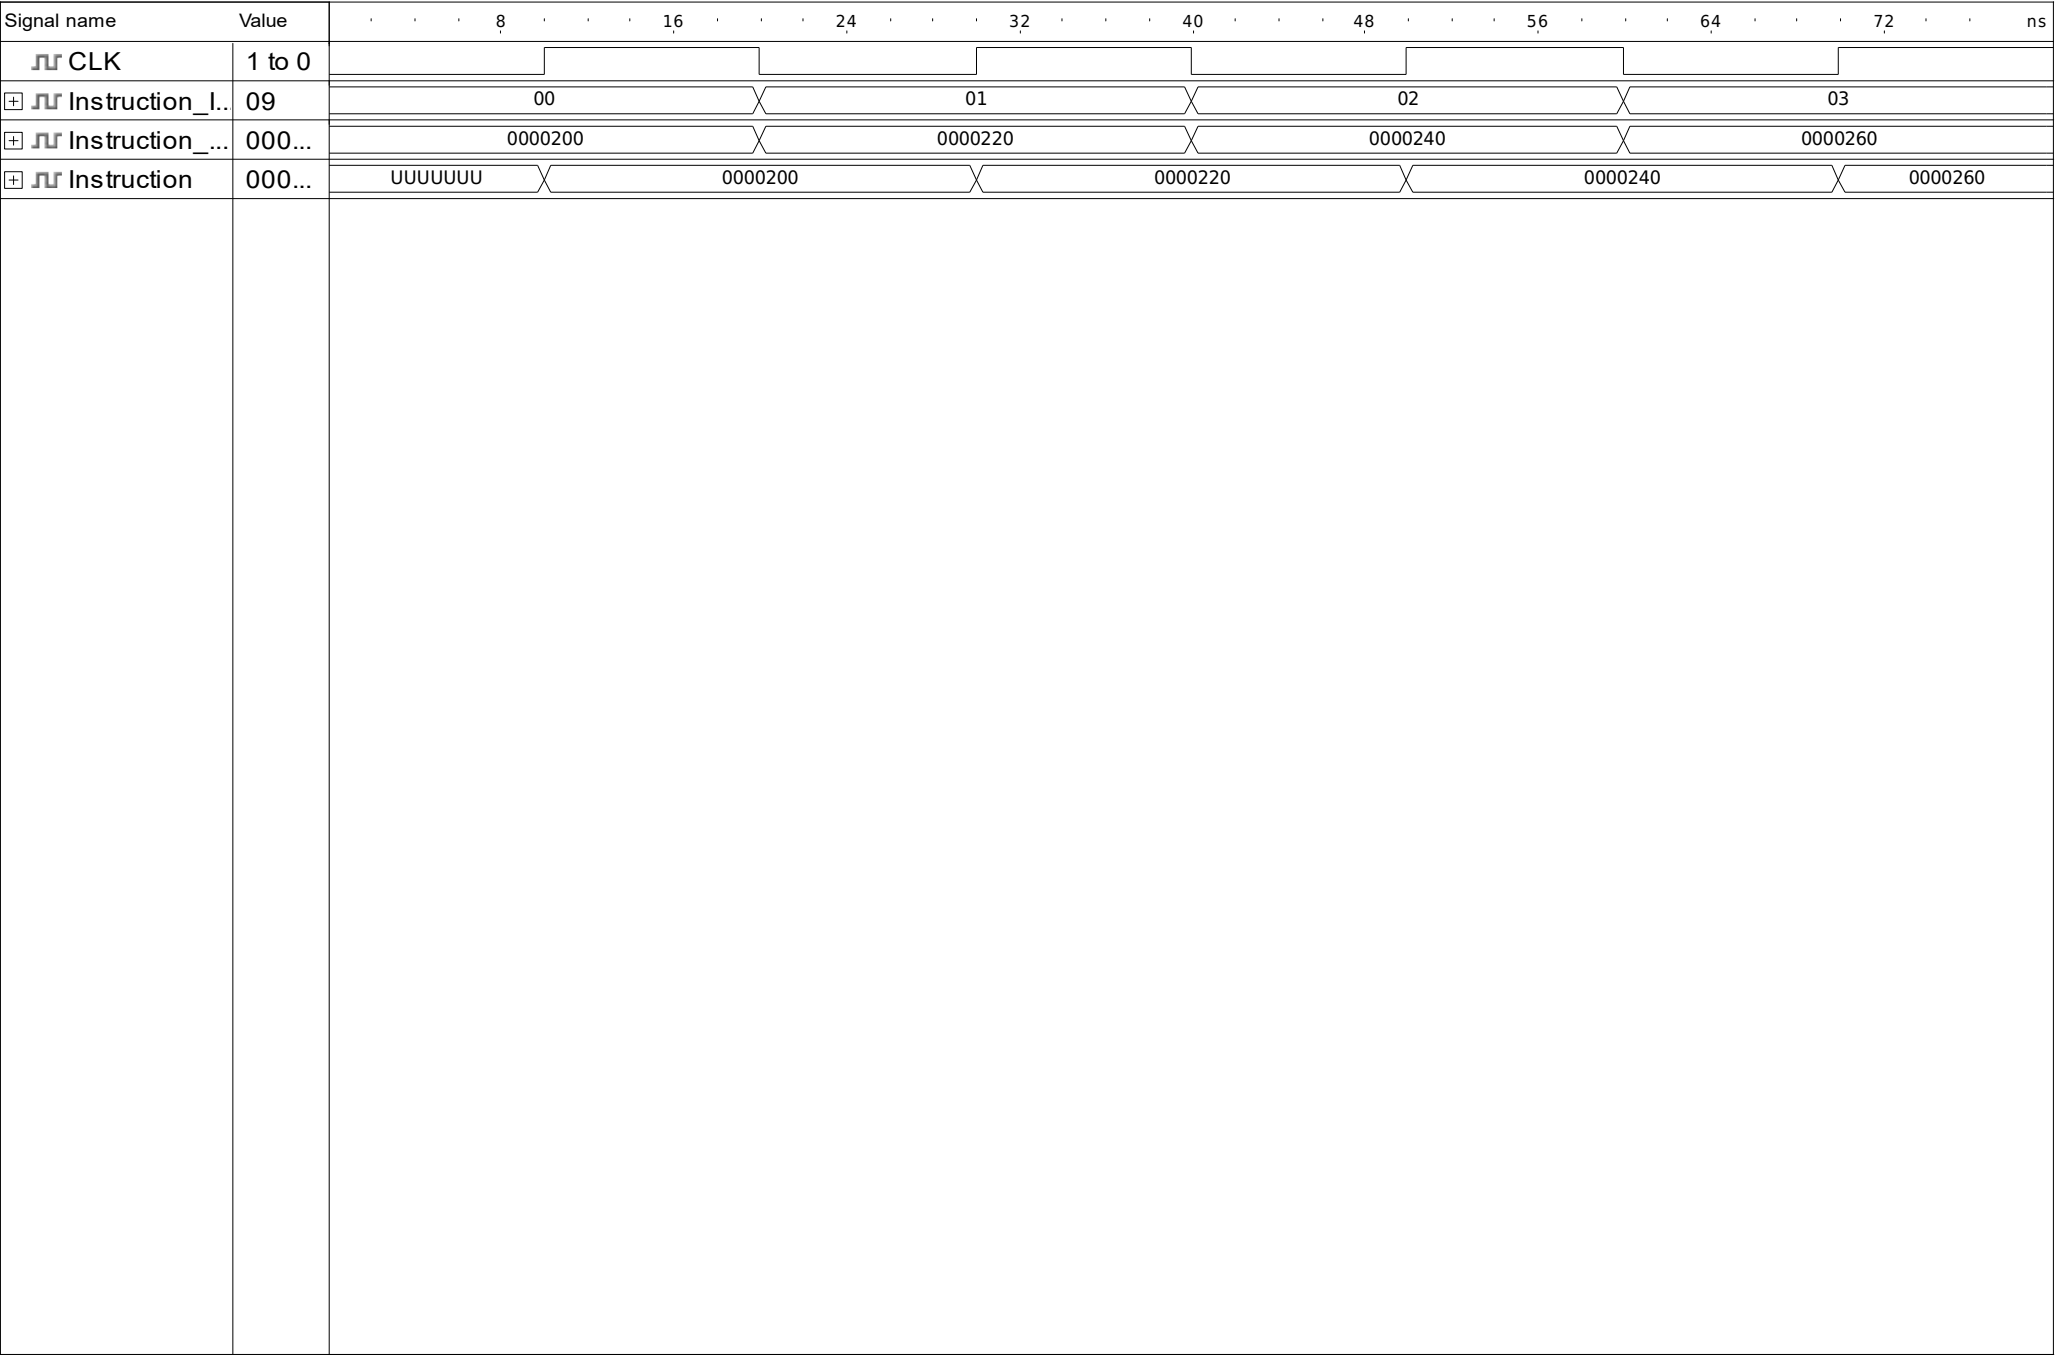 Signal name Value 8 16 24 32 40 48 56 64 72 ns
CLK 1 to 0
Instruction_I... 09 00 01 02 03
Instruction_... 000... 0000200 0000220 0000240 0000260
Instruction 000... UUUUUUU 0000200 0000220 0000240 0000260